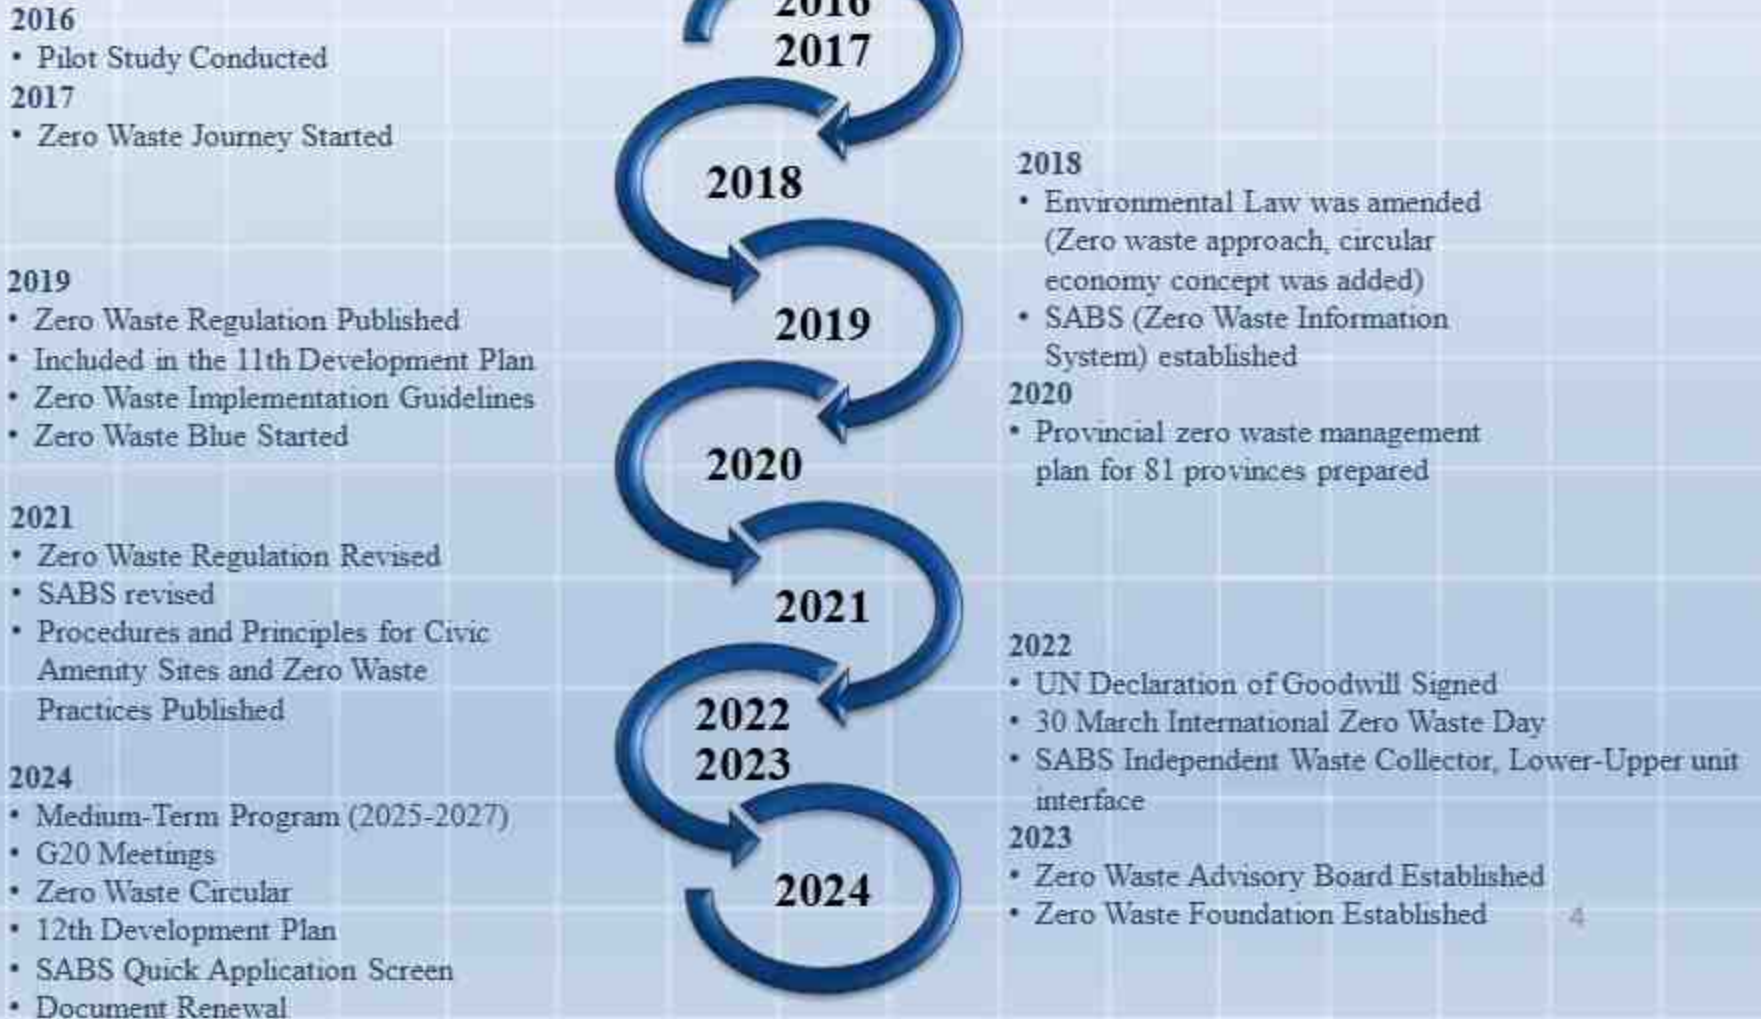 2016
• Pilot Study Conducted
2017
• Zero Waste Journey Started
2019
• Zero Waste Regulation Published
• Included in the 11th Development Plan
• Zero Waste Implementation Guidelines
• Zero Waste Blue Started
2021
• Zero Waste Regulation Revised
• SABS revised
• Procedures and Principles for Civic
Amenity Sites and Zero Waste
Practices Published
2024
• Medium-Term Program (2025-2027)
• G20 Meetings
• Zero Waste Circular
• 12th Development Plan
• SABS Quick Application Screen
• Document Renewal
2016
2017
2018
2019
2020
2021
2022
2023
2024
2018
• Environmental Law was amended
(Zero waste approach, circular
economy concept was added)
• SABS (Zero Waste Information
System) established
2020
• Provincial zero waste management
plan for 81 provinces prepared
2022
• UN Declaration of Goodwill Signed
• 30 March International Zero Waste Day
• SABS Independent Waste Collector, Lower-Upper unit
interface
2023
• Zero Waste Advisory Board Established
• Zero Waste Foundation Established
4